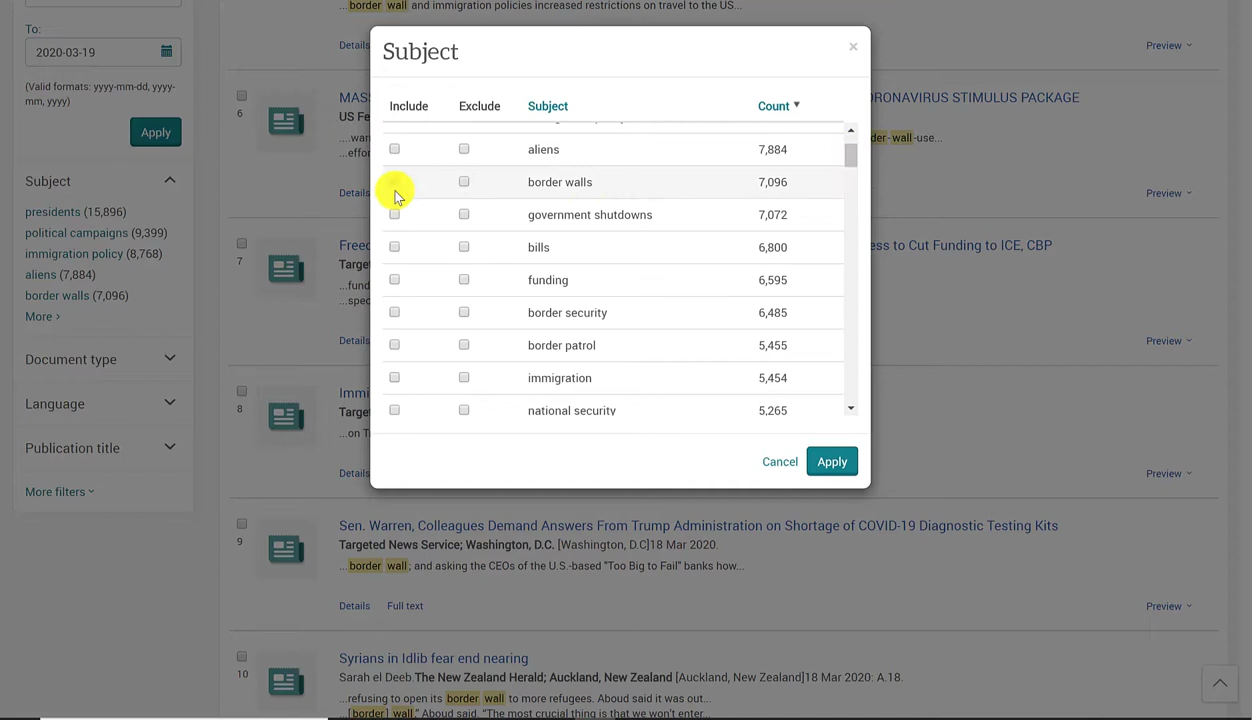 ...border wall and immigration policies increased restrictions on travel to the US...
To:
2020-03-19
Details
Preview
(Valid formats: yyyy-mm-dd, yyyy-
mm, yyyy)
Apply
Subject
presidents (15,896)
political campaigns (9,399)
immigration policy (8,768)
aliens (7,884)
border walls (7,096)
More >
Document type
Language
Publication title
More filters
Subject
×
Include Exclude Subject Count
aliens 7,884
border walls 7,096
government shutdowns 7,072
bills 6,800
funding 6,595
border security 6,485
border patrol 5,455
immigration 5,454
national security 5,265
Cancel Apply
6
MAS
ORONAVIRUS STIMULUS PACKAGE
US Fe
...war
der-wall-use...
...effor
Details
Preview
7
Freed
ess to Cut Funding to ICE, CBP
Targe
...fund
...spec
Details
Preview
8
Immi
Target
...on T
Details
Preview
9
Sen. Warren, Colleagues Demand Answers From Trump Administration on Shortage of COVID-19 Diagnostic Testing Kits
Targeted News Service; Washington, D.C. [Washington, D.C]18 Mar 2020.
...border wall; and asking the CEOs of the U.S.-based "Too Big to Fail" banks how...
Details Full text
Preview
10
Syrians in Idlib fear end nearing
Sarah el Deeb.The New Zealand Herald; Auckland, New Zealand [Auckland, New Zealand]18 Mar 2020: A.18.
...refusing to open its border wall to more refugees. Aboud said it was out...
...[border] wall," Aboud said. "The most crucial thing is that we won't enter...